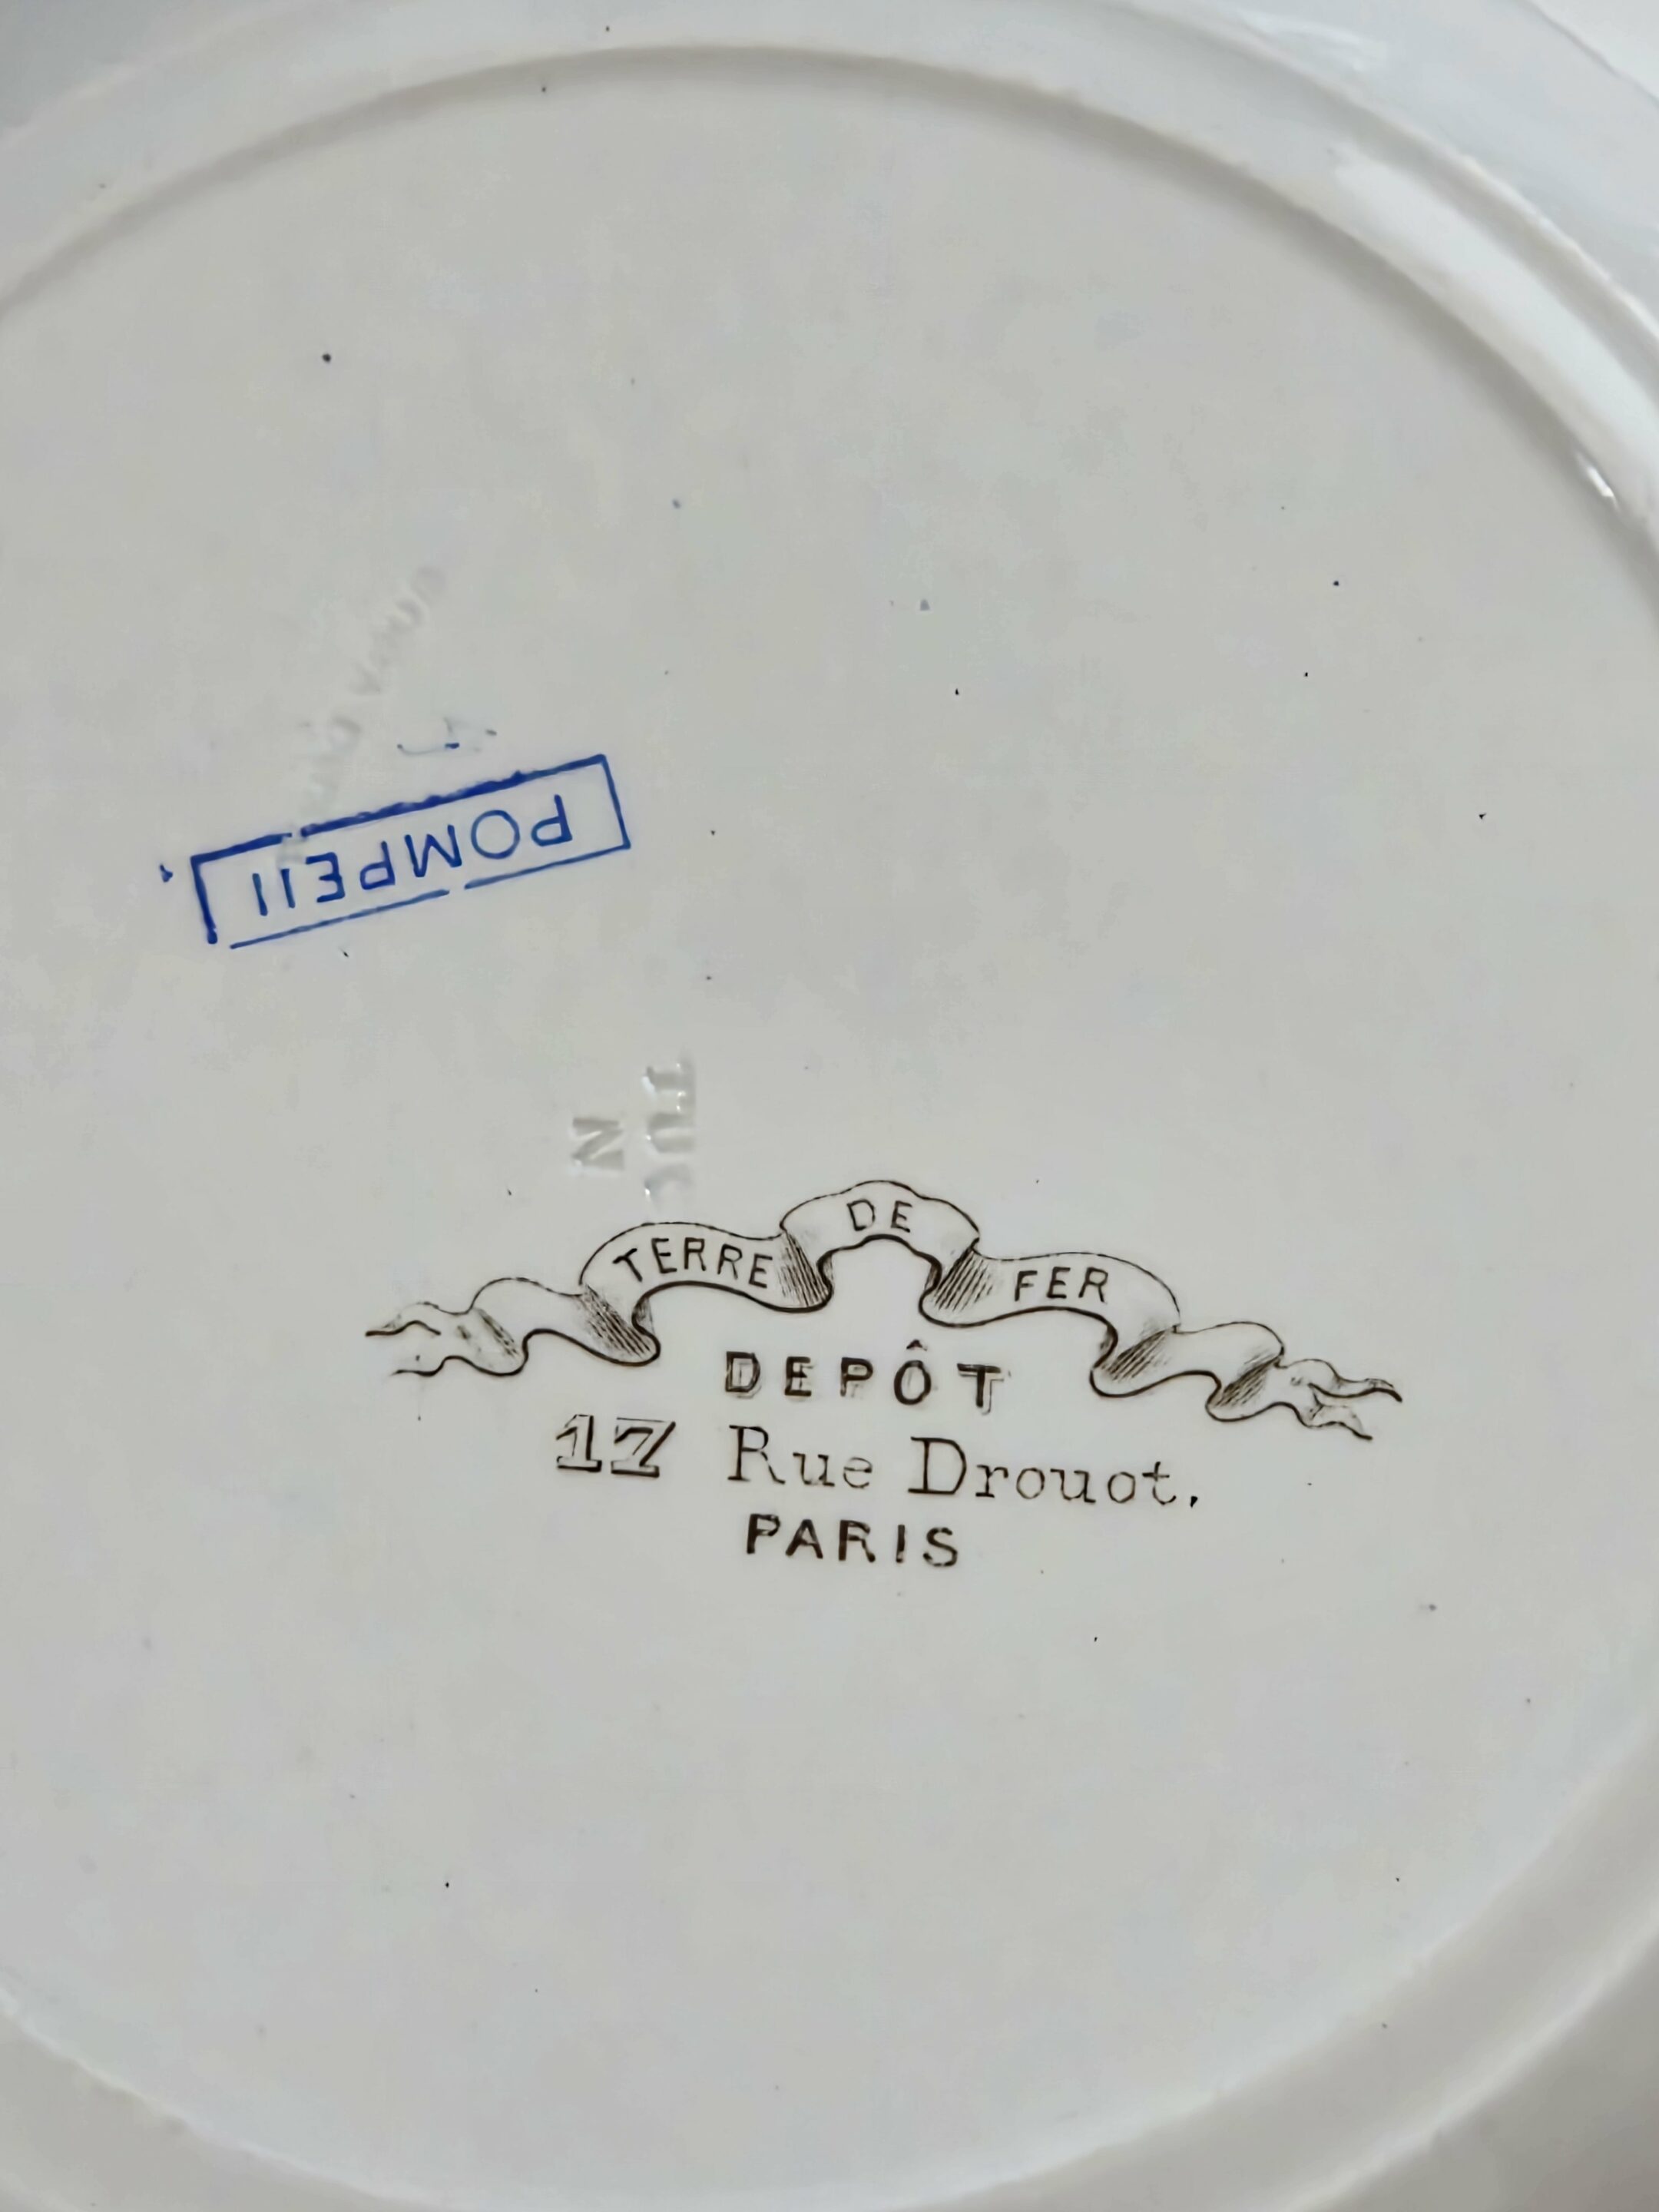 POMPEII
N
TERRE DE FER
DEPÔT
17 Rue Drouot.
PARIS